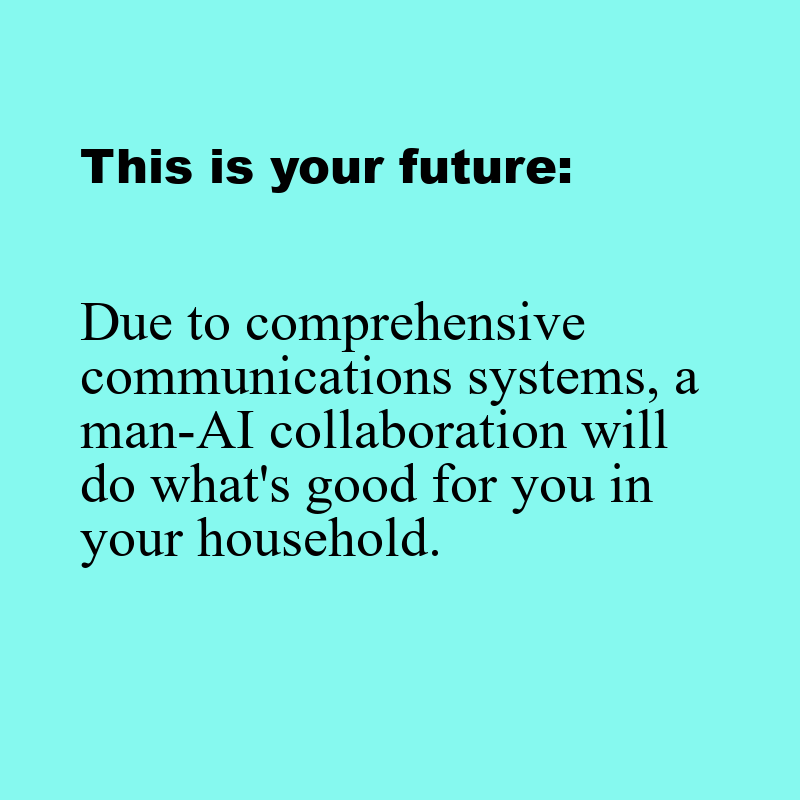 This is your future:
Due to comprehensive
communications systems, a
man-AI collaboration will
do what's good for you in
your household.